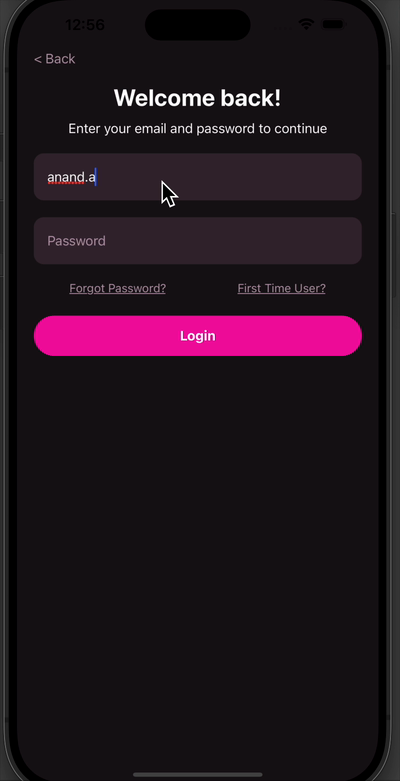 12:56
< Back
Welcome back!
Enter your email and password to continue
anand.a
Password
Forgot Password? First Time User?
Login